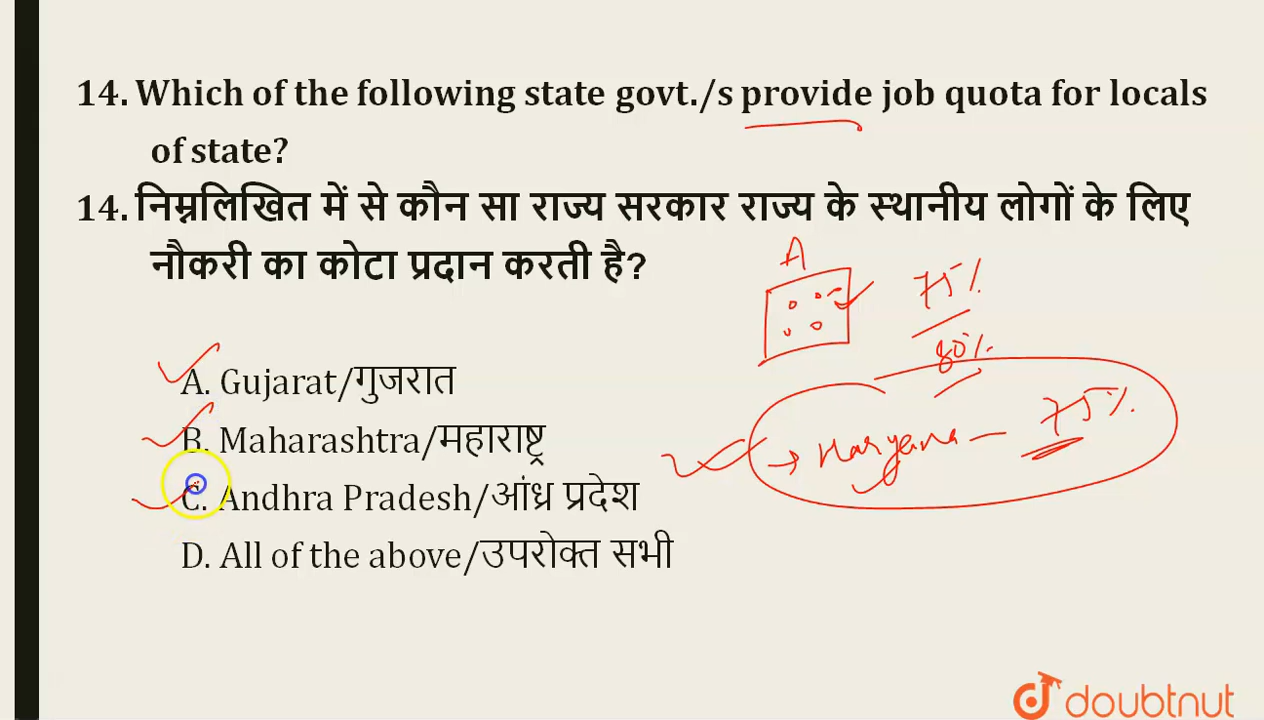 14. Which of the following state govt./s provide job quota for locals
of state?
14. निम्नलिखित में से कौन सा राज्य सरकार राज्य के स्थानीय लोगों के लिए
नौकरी का कोटा प्रदान करती है?
A
75%
80%
A. Gujarat/गुजरात
B. Maharashtra/महाराष्ट्र
→ Haryana — 75%
C. Andhra Pradesh/आंध्र प्रदेश
D. All of the above/उपरोक्त सभी
doubtnut